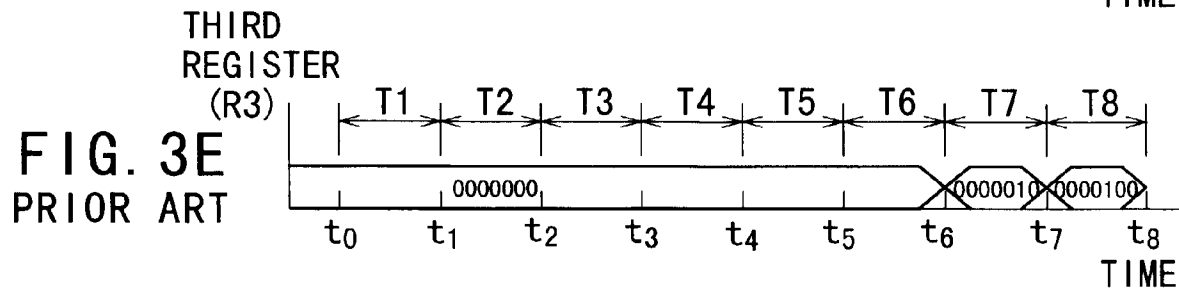 TIME
THIRD
REGISTER
(R3)
T1 T2 T3 T4 T5 T6 T7 T8
FIG. 3E
PRIOR ART
0000000 0000010 0000100
t0 t1 t2 t3 t4 t5 t6 t7 t8
TIME